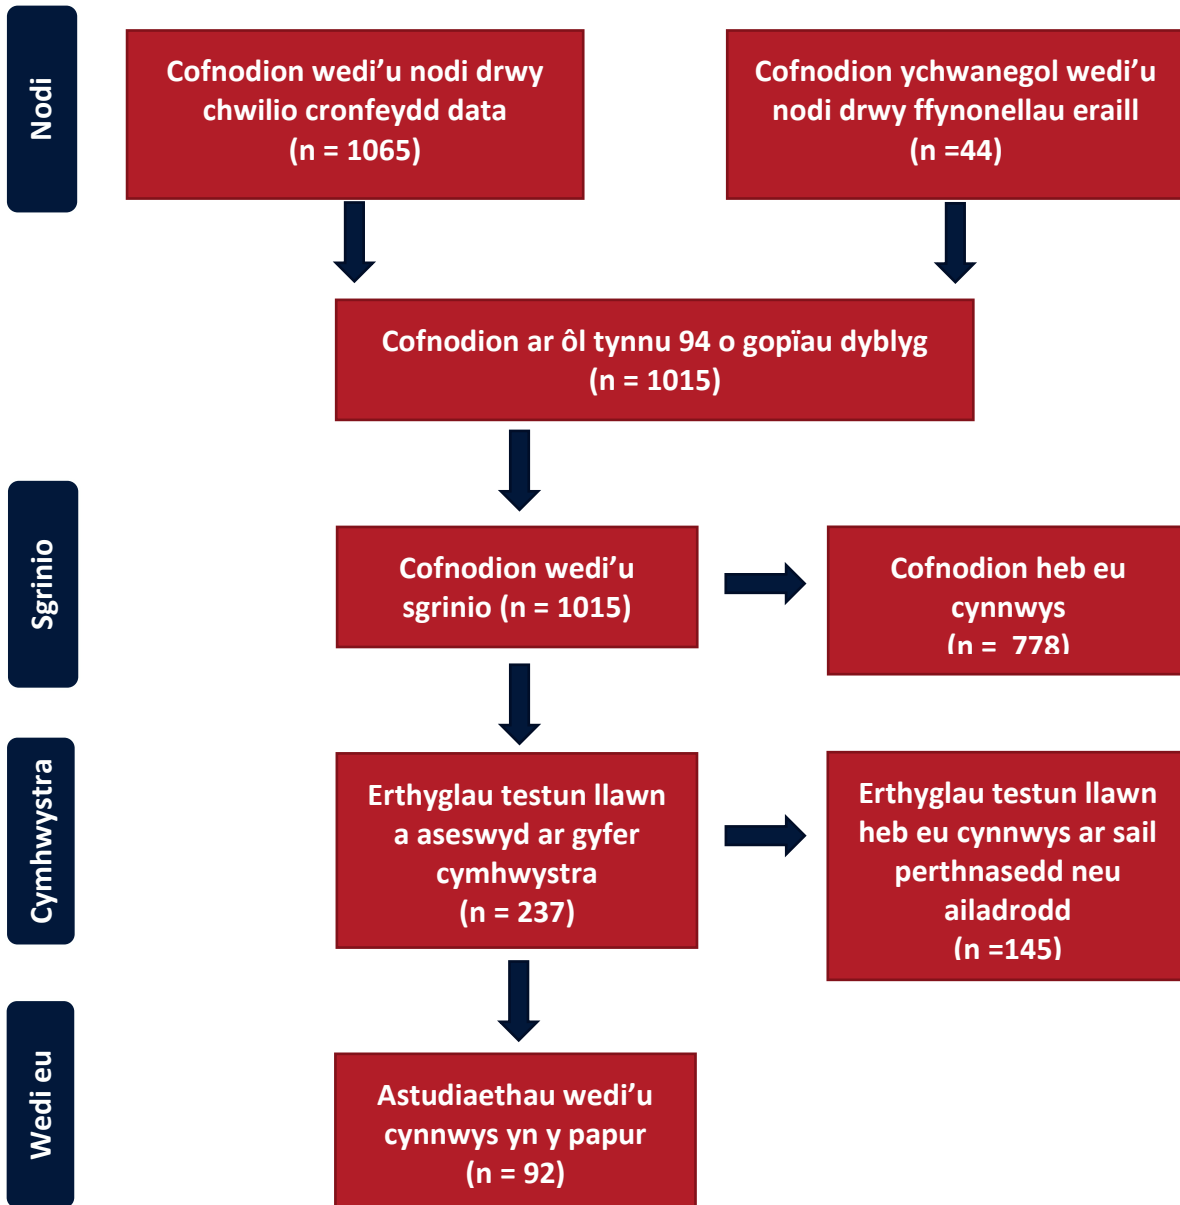 Nodi
Cofnodion wedi’u nodi drwy
chwilio cronfeydd data
(n = 1065)
Cofnodion ychwanegol wedi’u
nodi drwy ffynonellau eraill
(n =44)
Cofnodion ar ôl tynnu 94 o gopïau dyblyg
(n = 1015)
Sgrinio
Cofnodion wedi’u
sgrinio (n = 1015)
Cofnodion heb eu
cynnwys
(n = 778)
Cymhwystra
Erthyglau testun llawn
a aseswyd ar gyfer
cymhwystra
(n = 237)
Erthyglau testun llawn
heb eu cynnwys ar sail
perthnasedd neu
ailadrodd
(n =145)
Wedi eu
Astudiaethau wedi’u
cynnwys yn y papur
(n = 92)